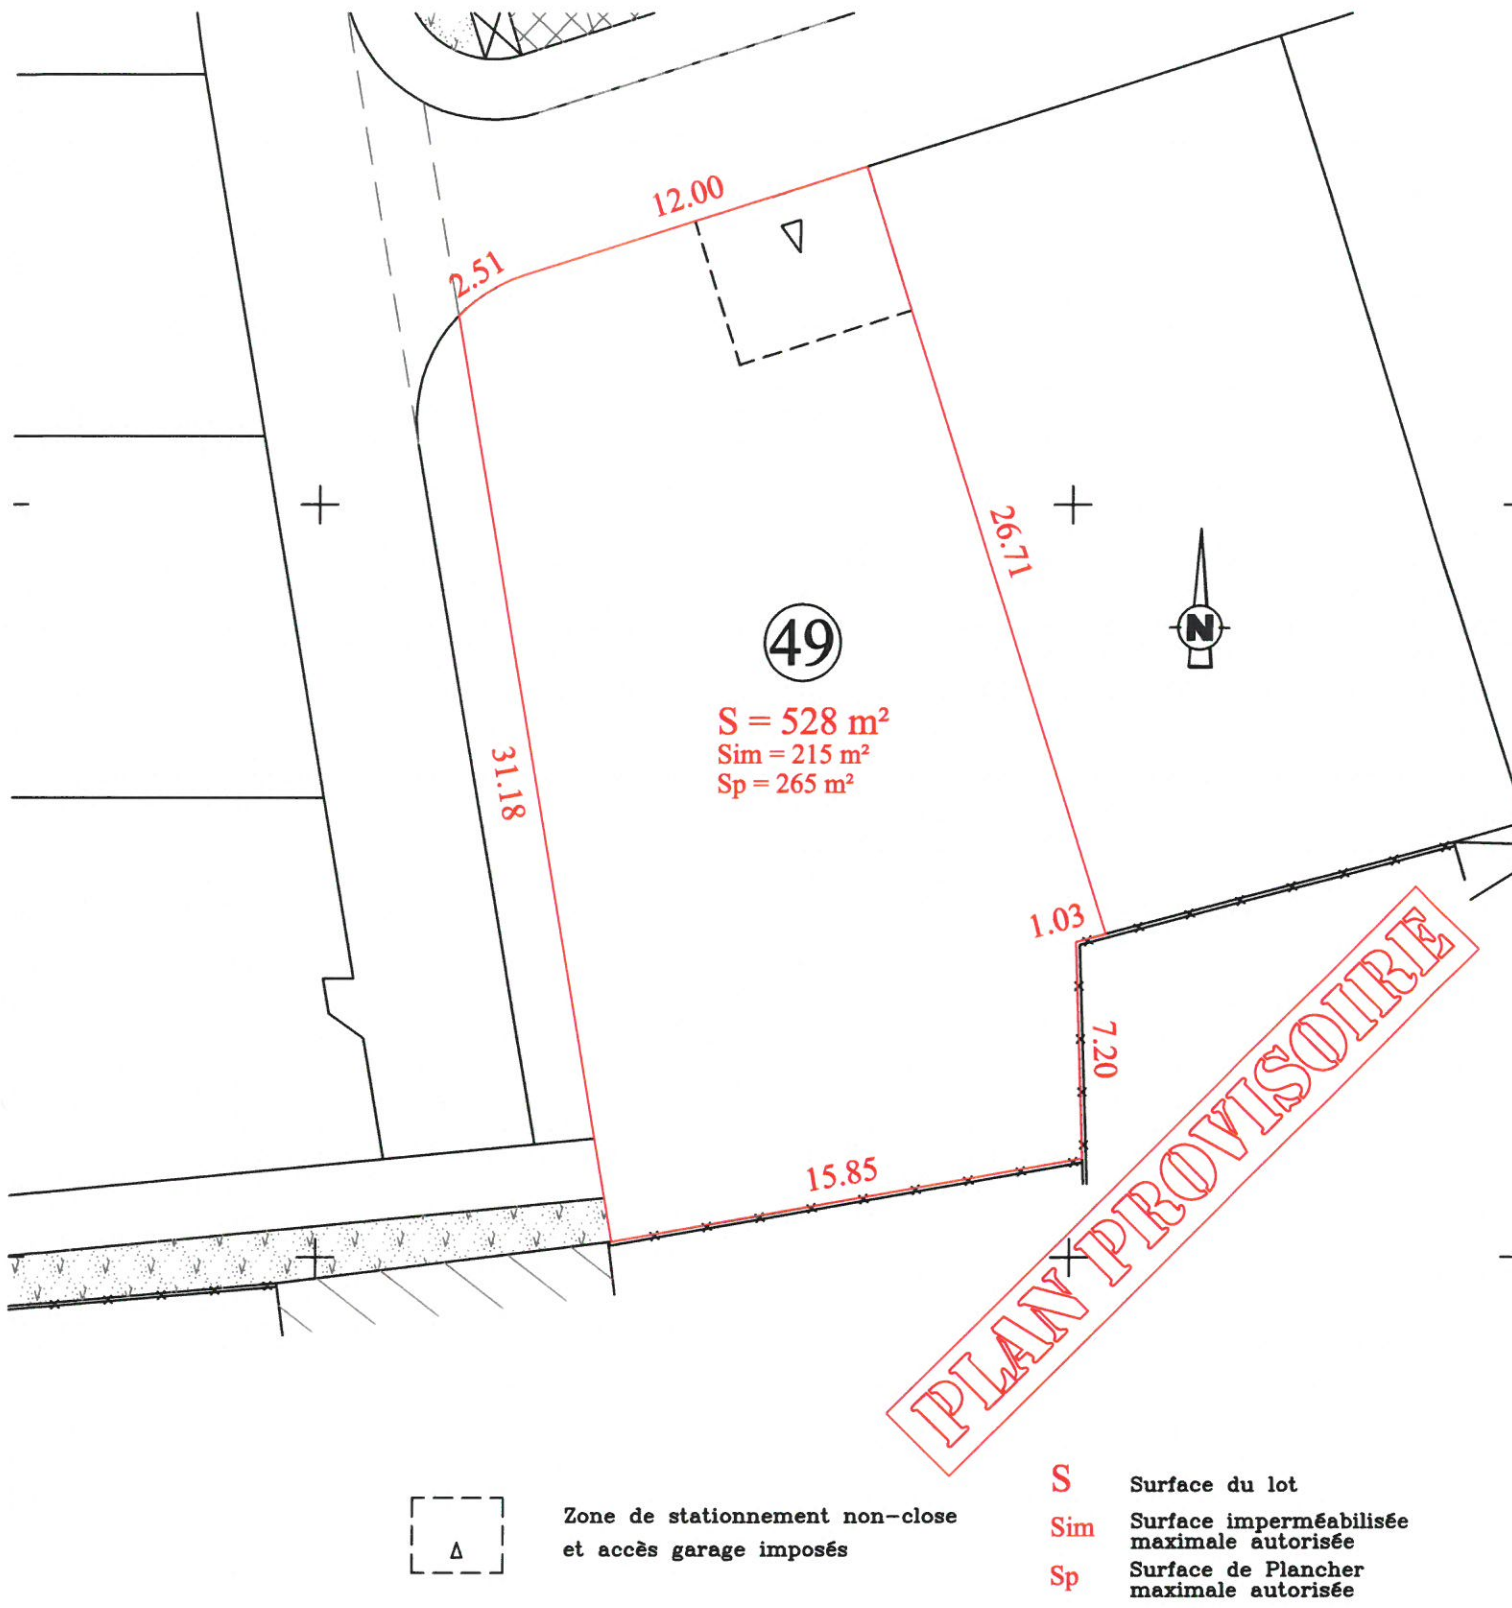 12.00
2.51
26.71
N
49
S = 528 m²
Sim = 215 m²
Sp = 265 m²
31.18
1.03
7.20
15.85
PLAN PROVISOIRE
Zone de stationnement non-close
et accès garage imposés
S Surface du lot
Sim Surface imperméabilisée
maximale autorisée
Sp Surface de Plancher
maximale autorisée